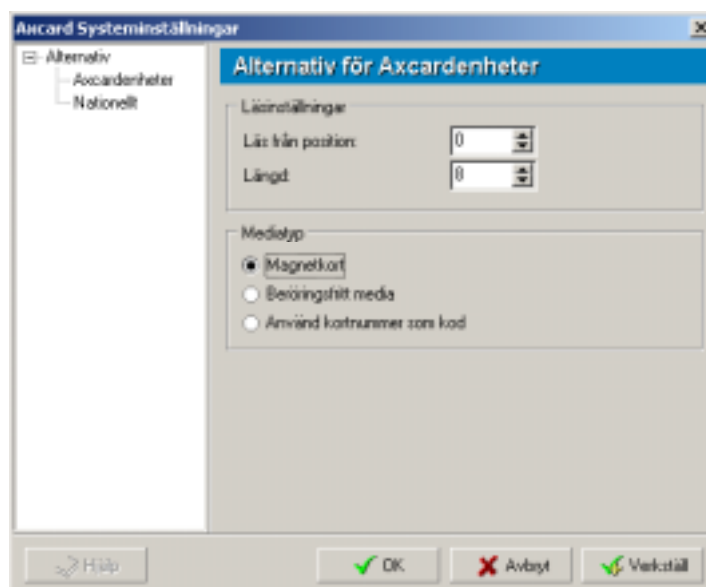 Axcard Systeminställningar
Alternativ
Axcardenheter
Nationellt
Alternativ för Axcardenheter
Läsinställningar
Läs från position: 0
Längd: 8
Mediatyp
Magnetkort
Beröringsfritt media
Använd kortnummer som kod
Hjälp
OK
Avbryt
Verkställ